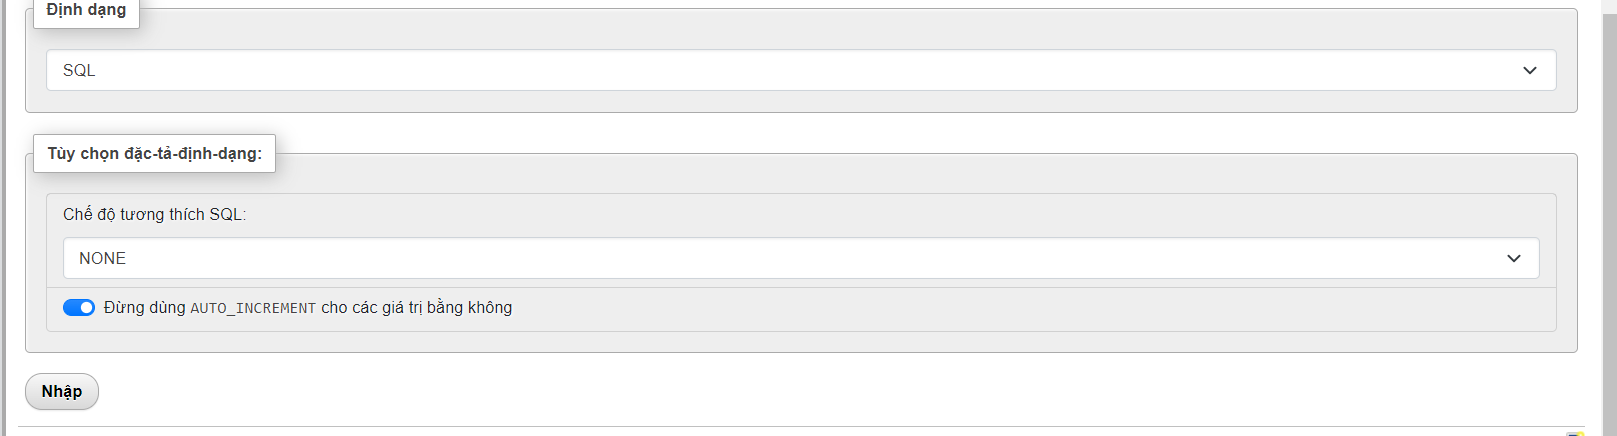 Định dạng
SQL
Tùy chọn đặc-tả-định-dạng:
Chế độ tương thích SQL:
NONE
Đừng dùng AUTO_INCREMENT cho các giá trị bằng không
Nhập